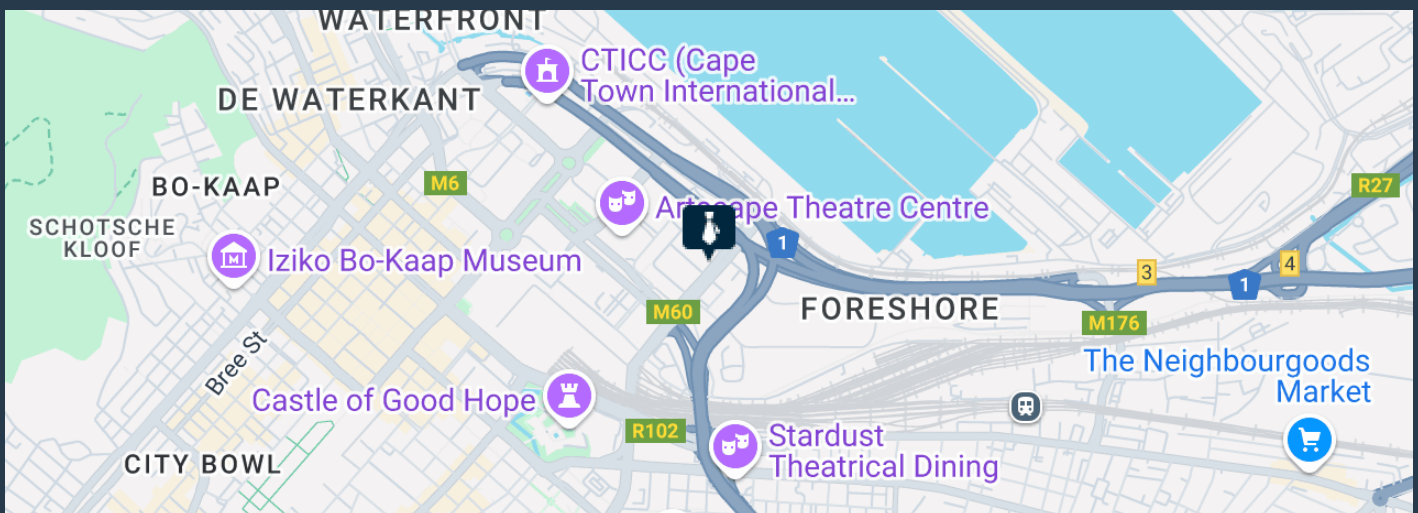 WATERFRONT
CTICC (Cape
Town International...
DE WATERKANT
BO-KAAP
M6
R27
SCHOTSCHE
KLOOF
Artscape Theatre Centre
1
Iziko Bo-Kaap Museum
3
4
1
FORESHORE
M60
M176
Bree St
The Neighbourgoods
Market
Castle of Good Hope
R102
Stardust
Theatrical Dining
CITY BOWL